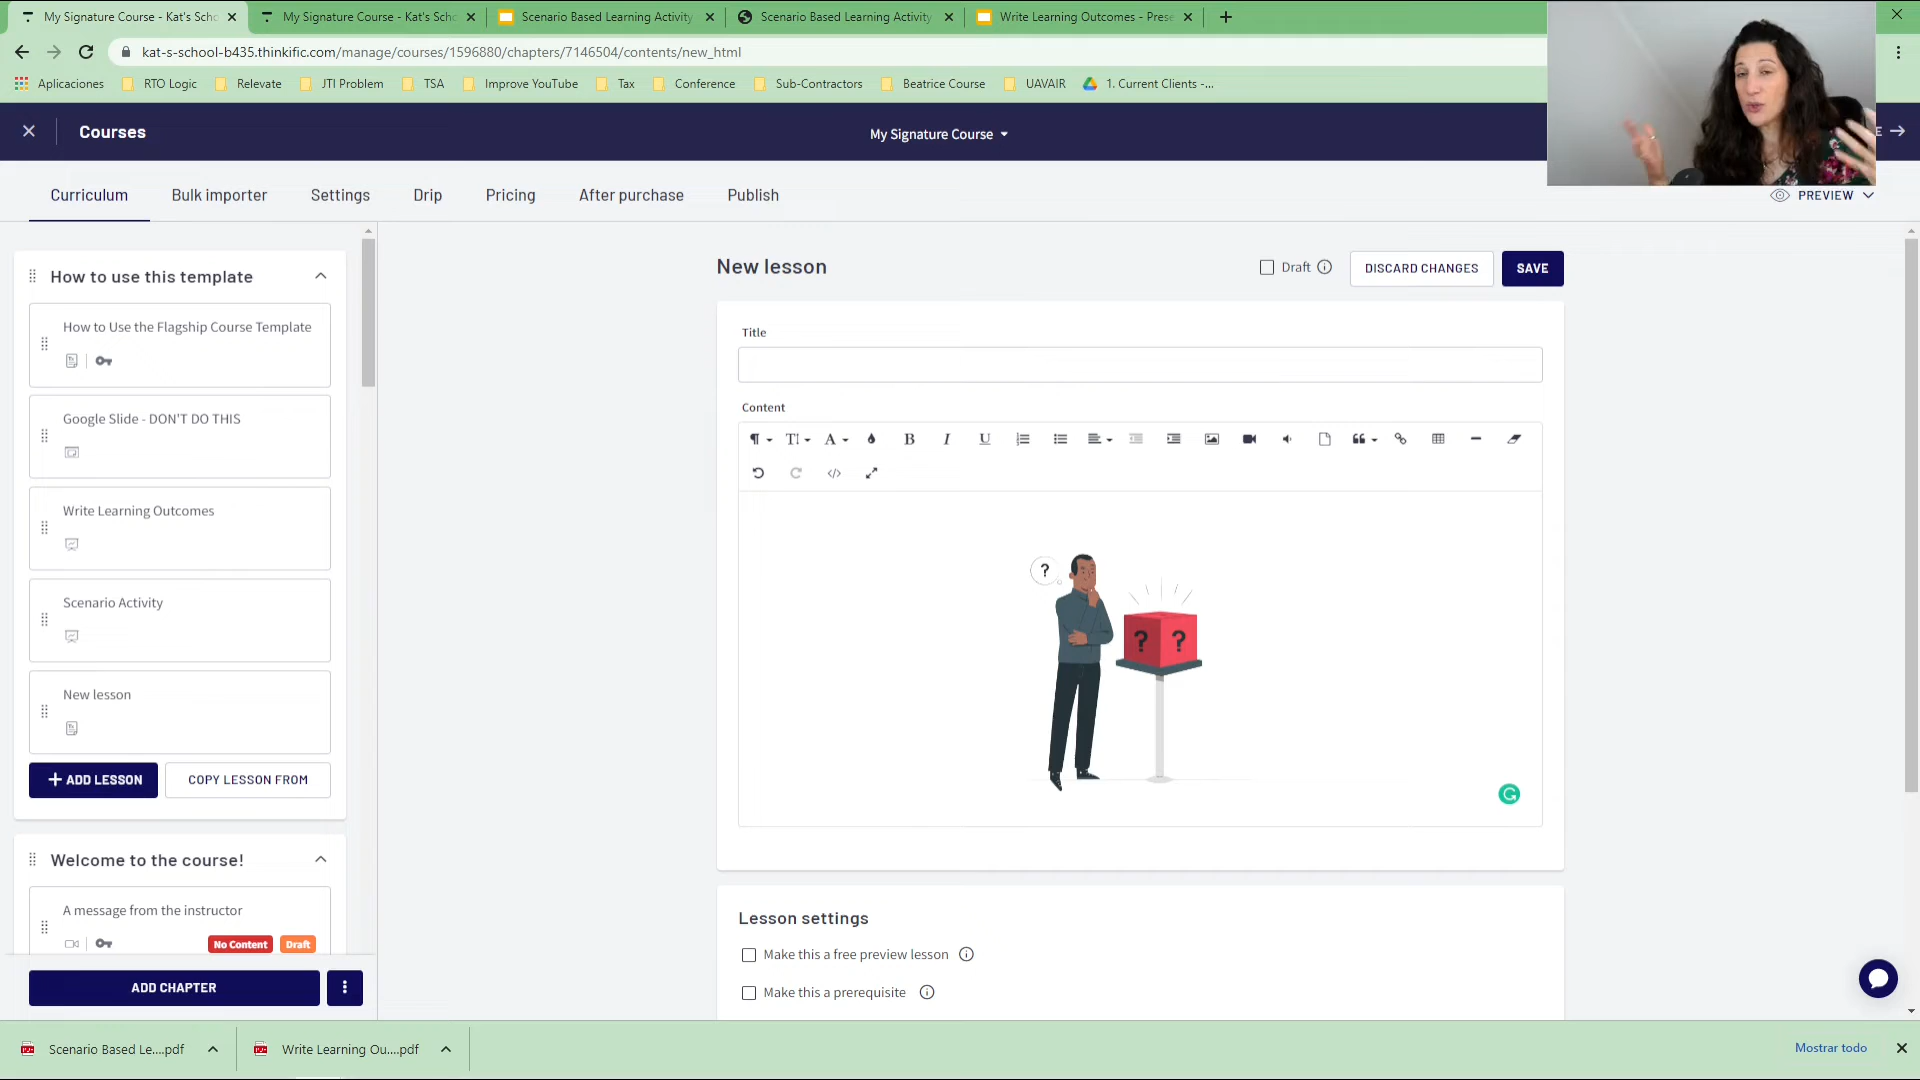 My Signature Course - Kat's Scho
My Signature Course - Kat's Scho
Scenario Based Learning Activity
Scenario Based Learning Activity
Write Learning Outcomes - Prese
kat-s-school-b435.thinkific.com/manage/courses/1596880/chapters/7146504/contents/new_html
Aplicaciones
RTO Logic
Relevate
JTI Problem
TSA
Improve YouTube
Tax
Conference
Sub-Contractors
Beatrice Course
UAVAIR
1. Current Clients -...
Courses
My Signature Course
E
Curriculum
Bulk importer
Settings
Drip
Pricing
After purchase
Publish
PREVIEW
How to use this template
How to Use the Flagship Course Template
Google Slide - DON'T DO THIS
Write Learning Outcomes
Scenario Activity
New lesson
ADD LESSON
COPY LESSON FROM
Welcome to the course!
A message from the instructor
No Content
Draft
ADD CHAPTER
New lesson
Draft
DISCARD CHANGES
SAVE
Title
Content
?
? ?
Lesson settings
Make this a free preview lesson
Make this a prerequisite
Scenario Based Le....pdf
Write Learning Ou....pdf
Mostrar todo